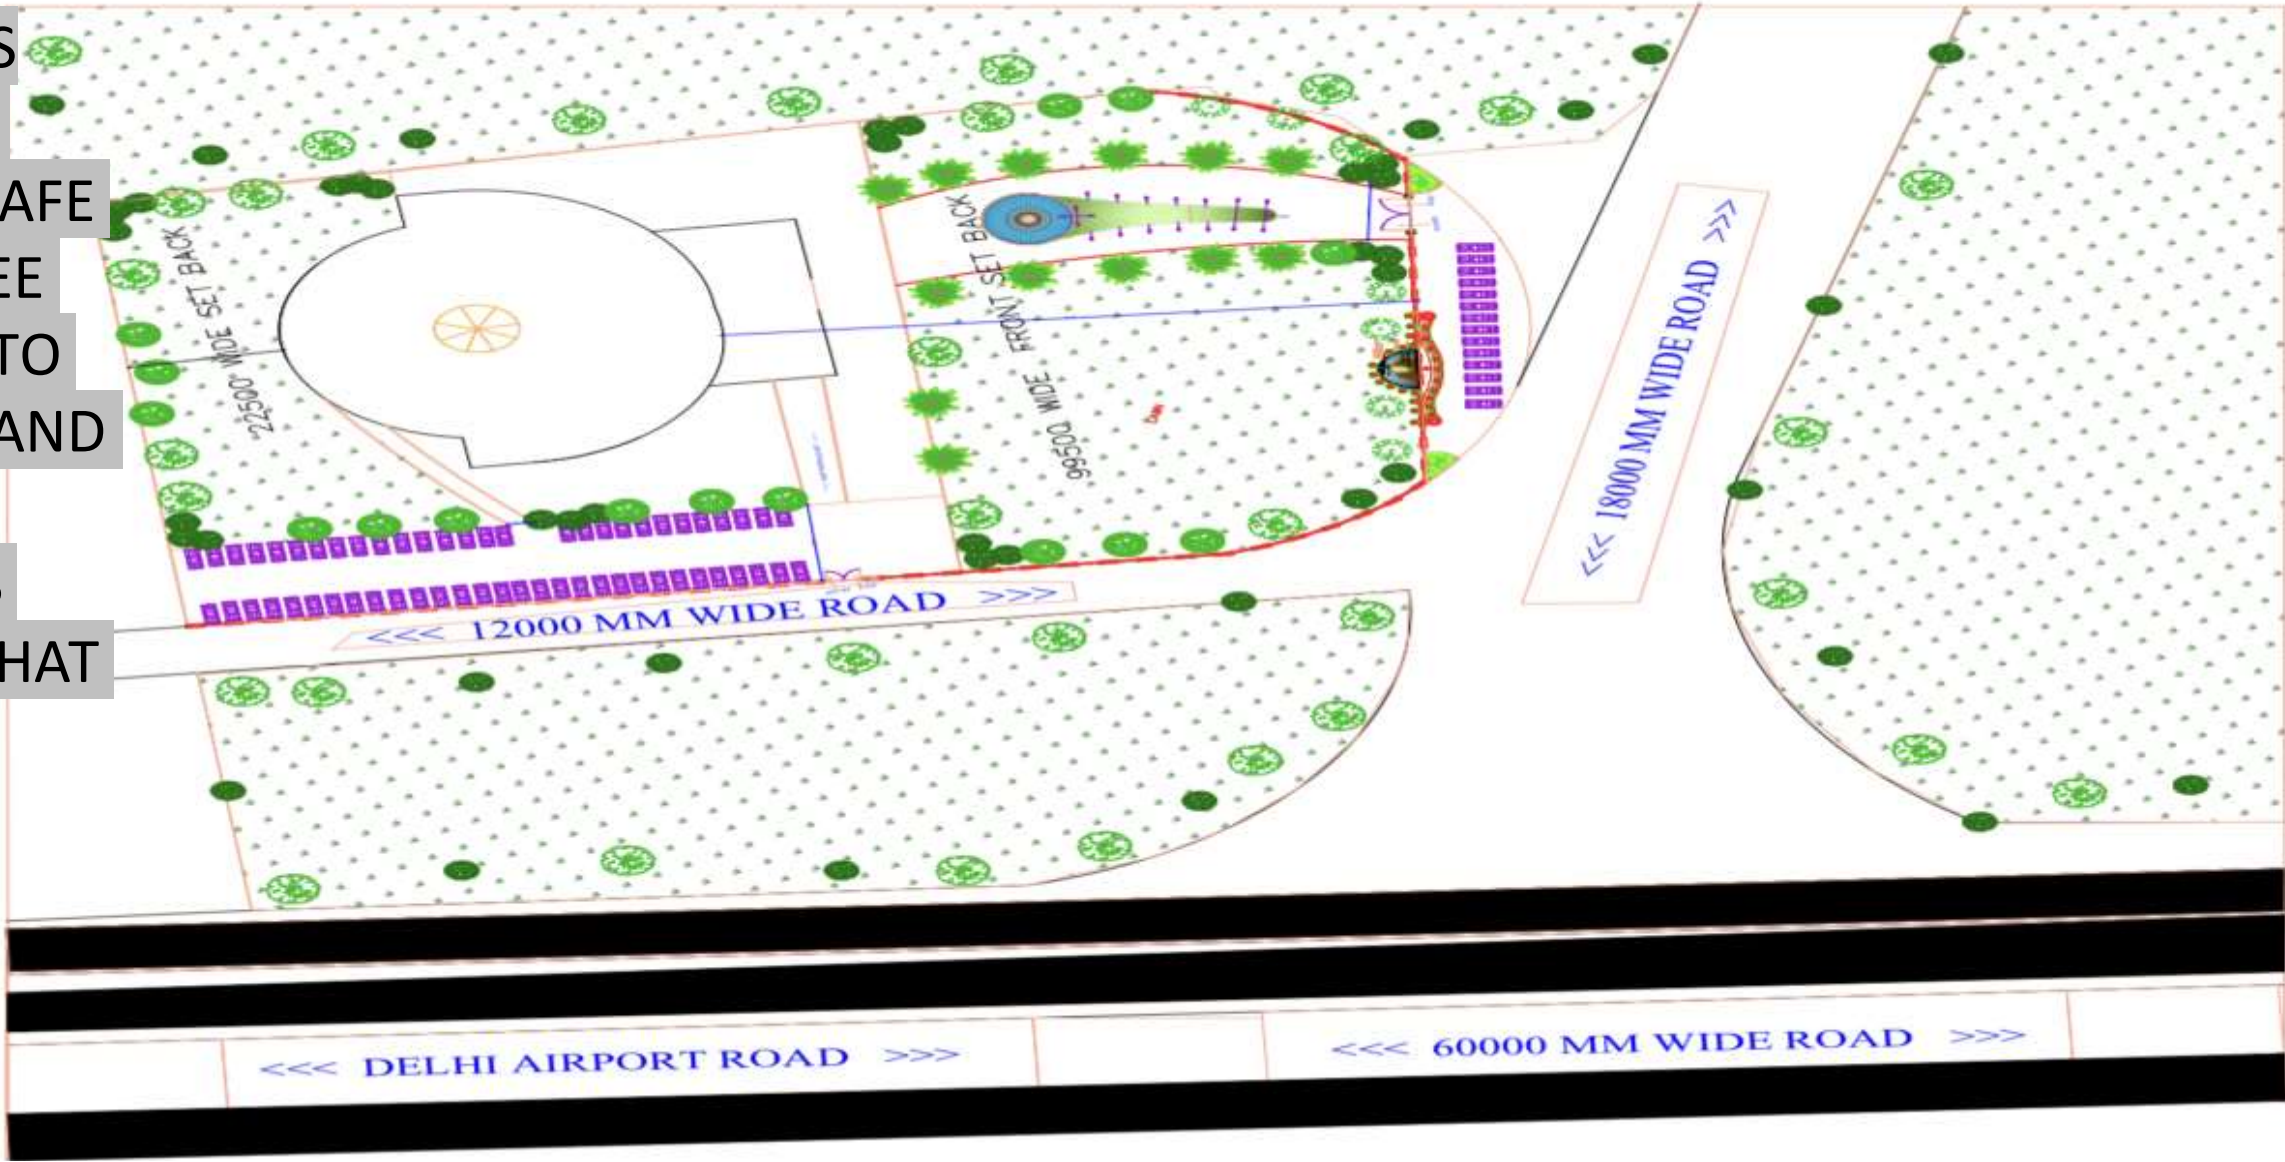 S
AFE
EE
TO
AND
HAT
22500 WIDE SET BACK
99500 WIDE FRONT SET BACK
<<< 18000 MM WIDE ROAD >>>
<<< 12000 MM WIDE ROAD >>>
<<< DELHI AIRPORT ROAD >>>
<<< 60000 MM WIDE ROAD >>>